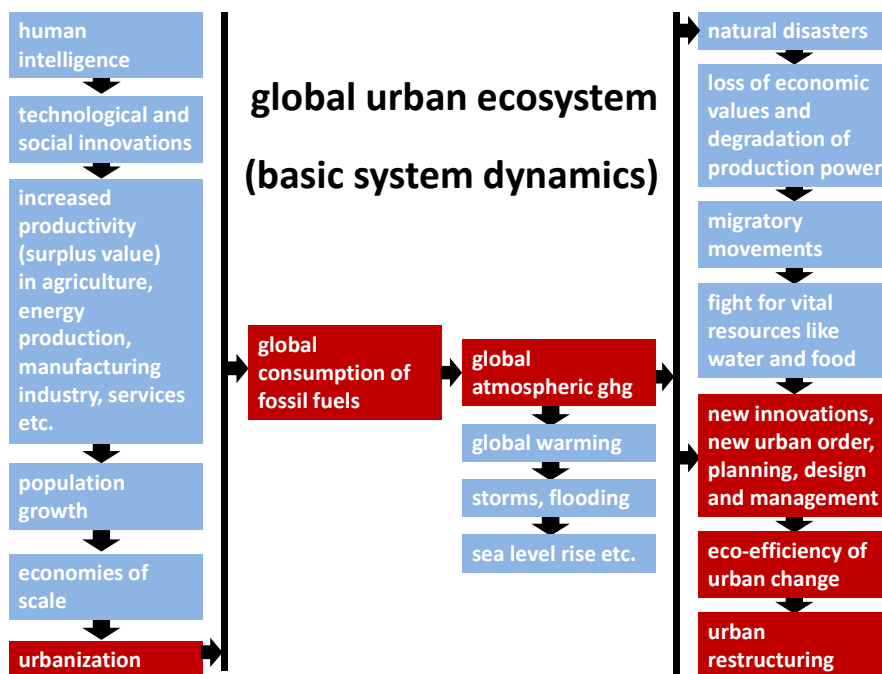 human
intelligence
technological and
social innovations
increased
productivity
(surplus value)
in agriculture,
energy
production,
manufacturing
industry, services
etc.
population
growth
economies of
scale
urbanization
global urban ecosystem
(basic system dynamics)
global
consumption of
fossil fuels
global
atmospheric ghg
global warming
storms, flooding
sea level rise etc.
natural disasters
loss of economic
values and
degradation of
production power
migratory
movements
fight for vital
resources like
water and food
new innovations,
new urban order,
planning, design
and management
eco-efficiency of
urban change
urban
restructuring